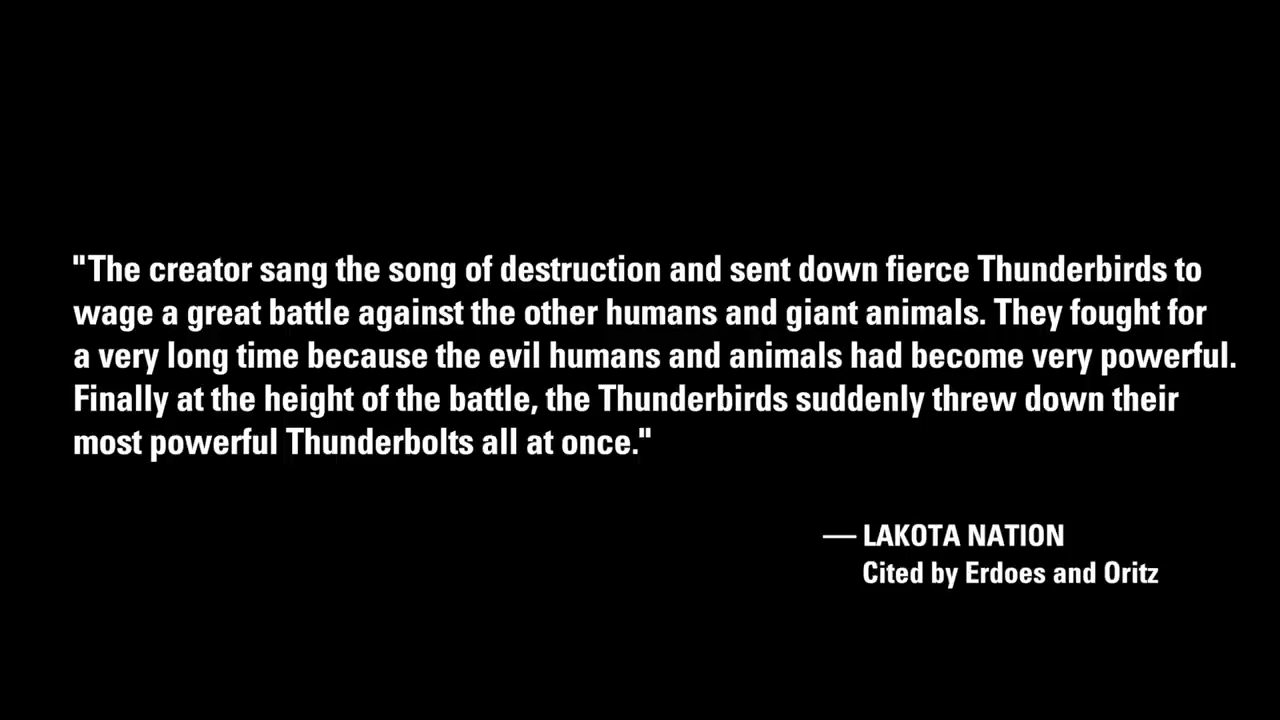 "The creator sang the song of destruction and sent down fierce Thunderbirds to
wage a great battle against the other humans and giant animals. They fought for
a very long time because the evil humans and animals had become very powerful.
Finally at the height of the battle, the Thunderbirds suddenly threw down their
most powerful Thunderbolts all at once."
— LAKOTA NATION
Cited by Erdoes and Oritz